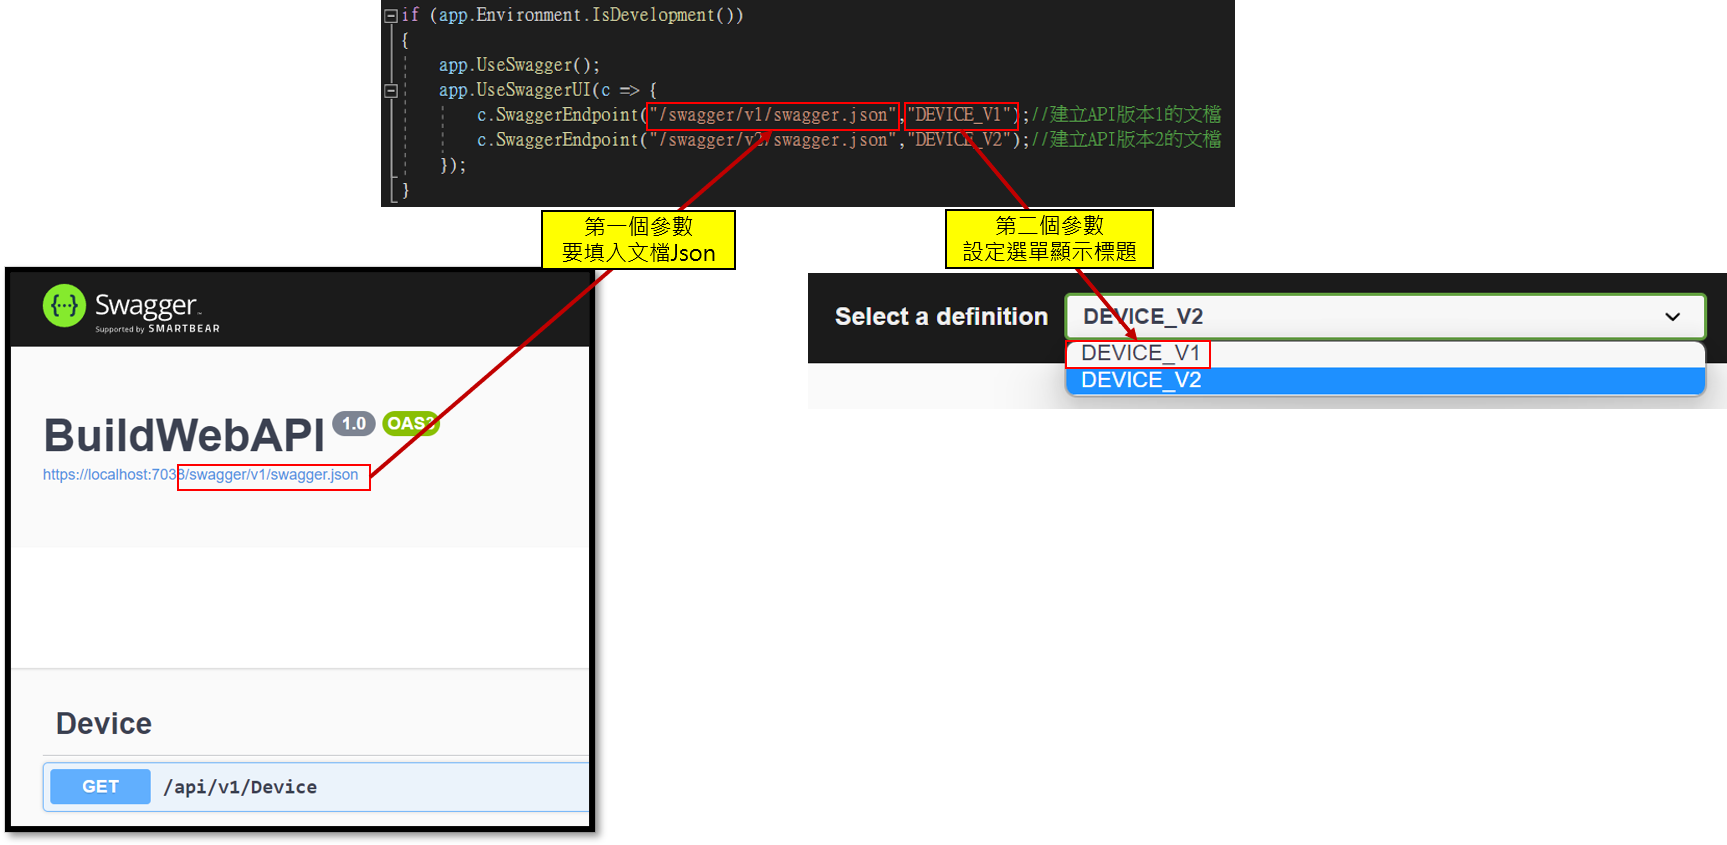 if (app.Environment.IsDevelopment())
{
app.UseSwagger();
app.UseSwaggerUI(c => {
c.SwaggerEndpoint("/swagger/v1/swagger.json","DEVICE_V1");//建立API版本1的文檔
c.SwaggerEndpoint("/swagger/v2/swagger.json","DEVICE_V2");//建立API版本2的文檔
});
}
第一個參數
要填入文檔Json
第二個參數
設定選單顯示標題
{···} Swagger
Supported by SMARTBEAR
BuildWebAPI 1.0 OAS3
https://localhost:7038/swagger/v1/swagger.json
Device
GET /api/v1/Device
Select a definition DEVICE_V2
DEVICE_V1
DEVICE_V2